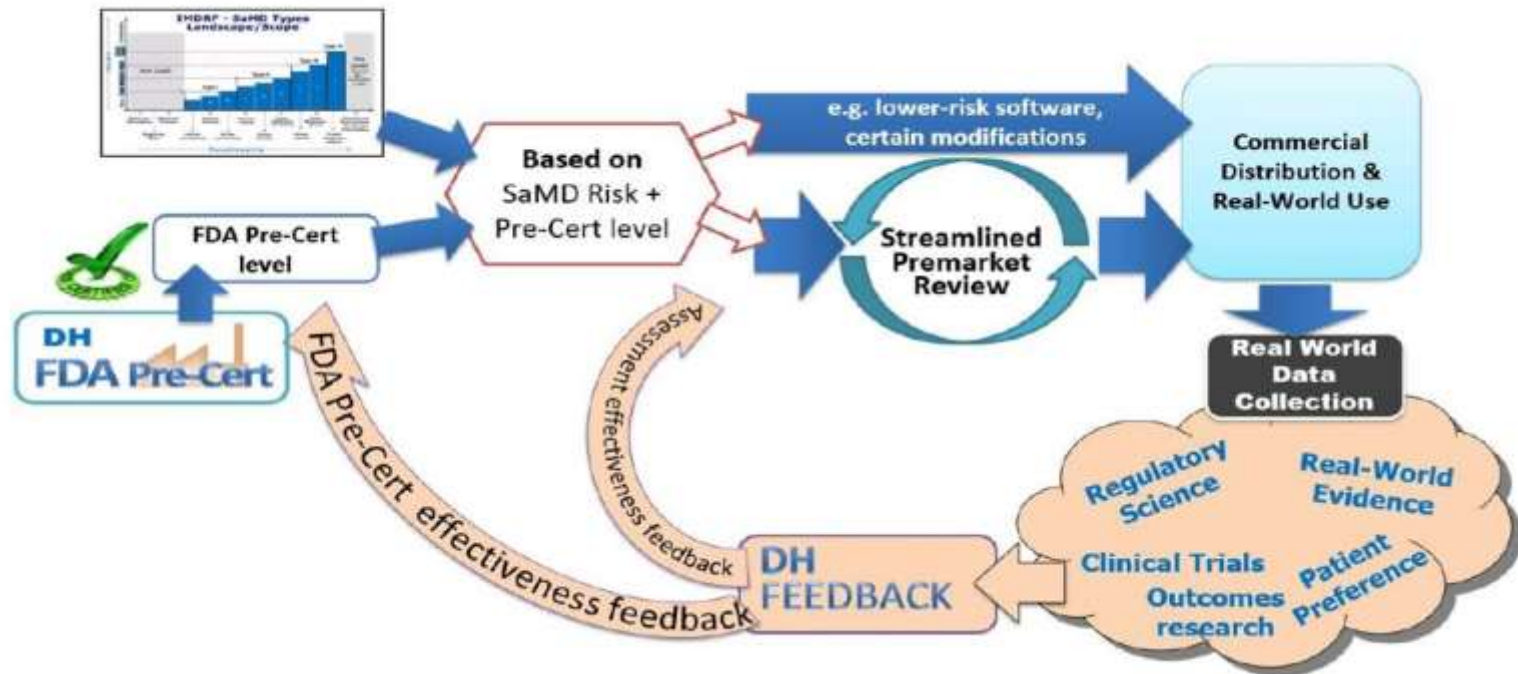 IMDRF - SaMD Types
Landscape/Scope
e.g. lower-risk software,
certain modifications
Based on
SaMD Risk +
Pre-Cert level
Commercial
Distribution &
Real-World Use
FDA Pre-Cert
level
CERTIFIED
Streamlined
Premarket
Review
DH
FDA Pre-Cert
Real World
Data
Collection
Assessment effectiveness feedback
FDA Pre-Cert effectiveness feedback
Regulatory
Science
Real-World
Evidence
Clinical Trials
Patient
Preference
Outcomes
research
DH
FEEDBACK